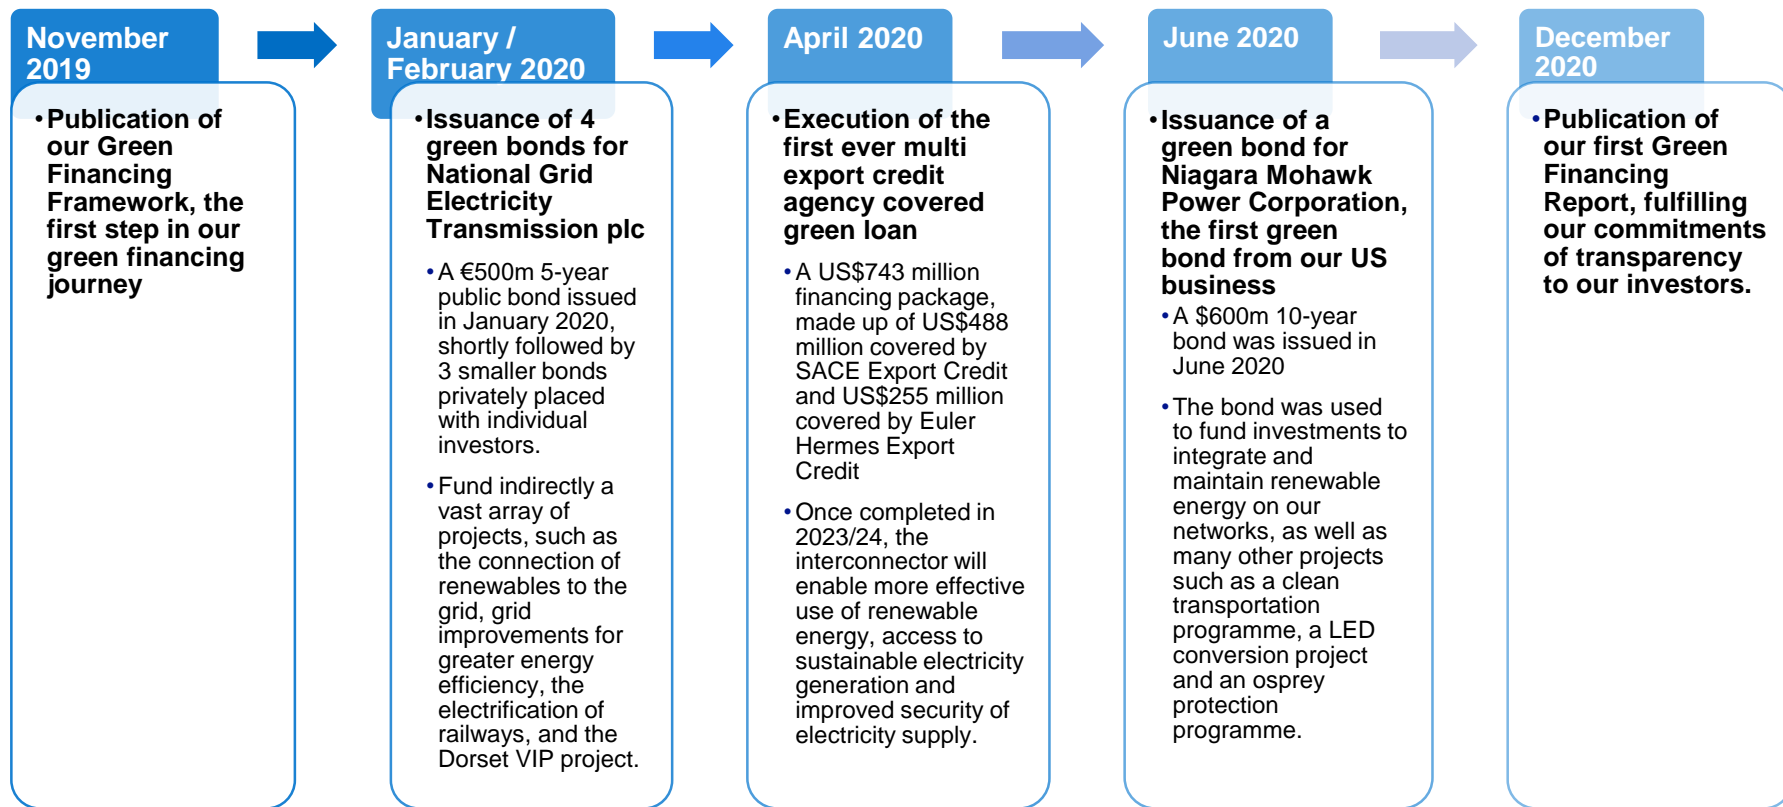 November
2019
•Publication of
our Green
Financing
Framework, the
first step in our
green financing
journey
January /
February 2020
•Issuance of 4
green bonds for
National Grid
Electricity
Transmission plc
•A €500m 5-year
public bond issued
in January 2020,
shortly followed by
3 smaller bonds
privately placed
with individual
investors.
•Fund indirectly a
vast array of
projects, such as
the connection of
renewables to the
grid, grid
improvements for
greater energy
efficiency, the
electrification of
railways, and the
Dorset VIP project.
April 2020
•Execution of the
first ever multi
export credit
agency covered
green loan
•A US$743 million
financing package,
made up of US$488
million covered by
SACE Export Credit
and US$255 million
covered by Euler
Hermes Export
Credit
•Once completed in
2023/24, the
interconnector will
enable more effective
use of renewable
energy, access to
sustainable electricity
generation and
improved security of
electricity supply.
June 2020
•Issuance of a
green bond for
Niagara Mohawk
Power Corporation,
the first green
bond from our US
business
•A $600m 10-year
bond was issued in
June 2020
•The bond was used
to fund investments to
integrate and
maintain renewable
energy on our
networks, as well as
many other projects
such as a clean
transportation
programme, a LED
conversion project
and an osprey
protection
programme.
December
2020
•Publication of
our first Green
Financing
Report, fulfilling
our commitments
of transparency
to our investors.